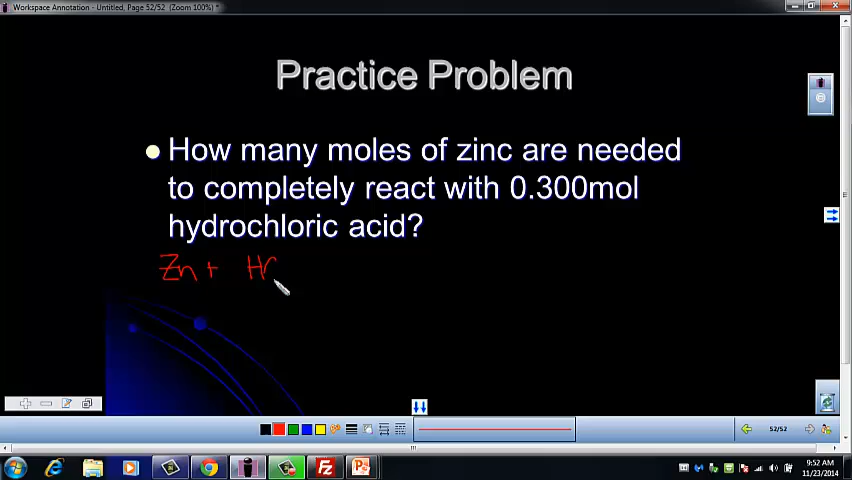 Workspace Annotation - Untitled, Page 52/52 (Zoom 100%) *
Practice Problem
How many moles of zinc are needed
to completely react with 0.300mol
hydrochloric acid?
Zn + Hr
52/52
9:52 AM
11/23/2014